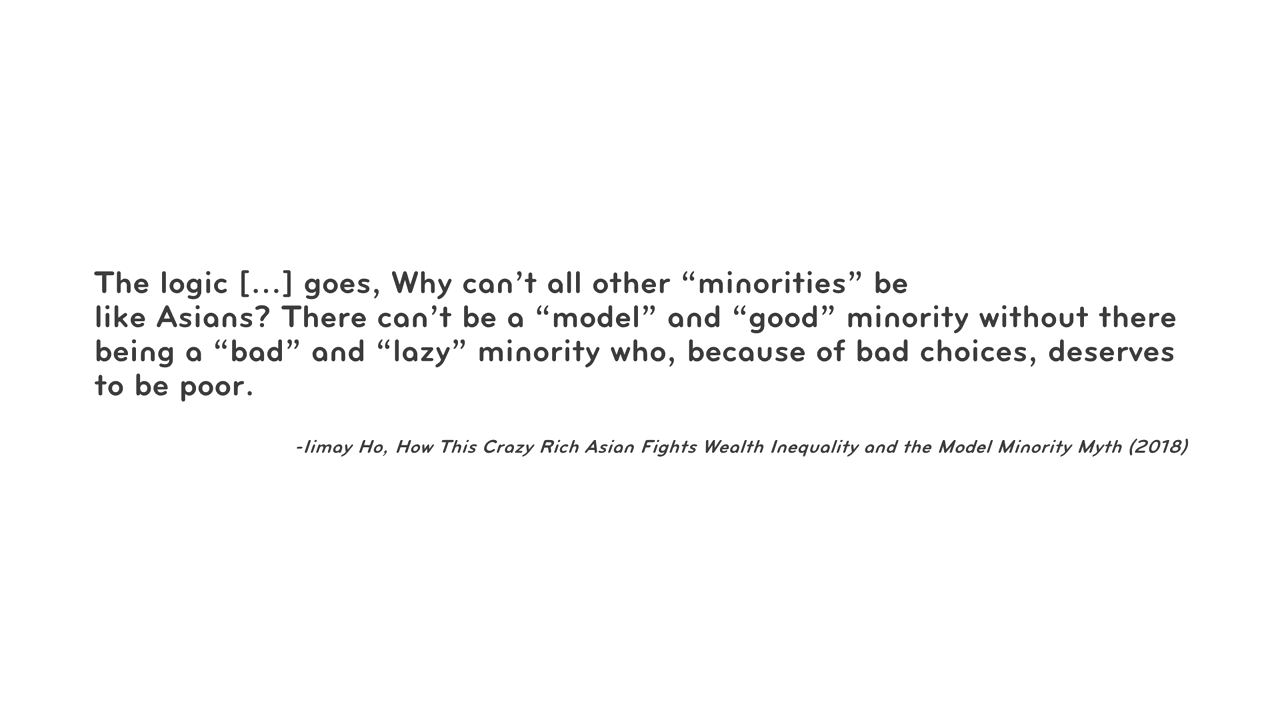 The logic [...] goes, Why can’t all other “minorities” be
like Asians? There can’t be a “model” and “good” minority without there
being a “bad” and “lazy” minority who, because of bad choices, deserves
to be poor.
-Iimay Ho, How This Crazy Rich Asian Fights Wealth Inequality and the Model Minority Myth (2018)